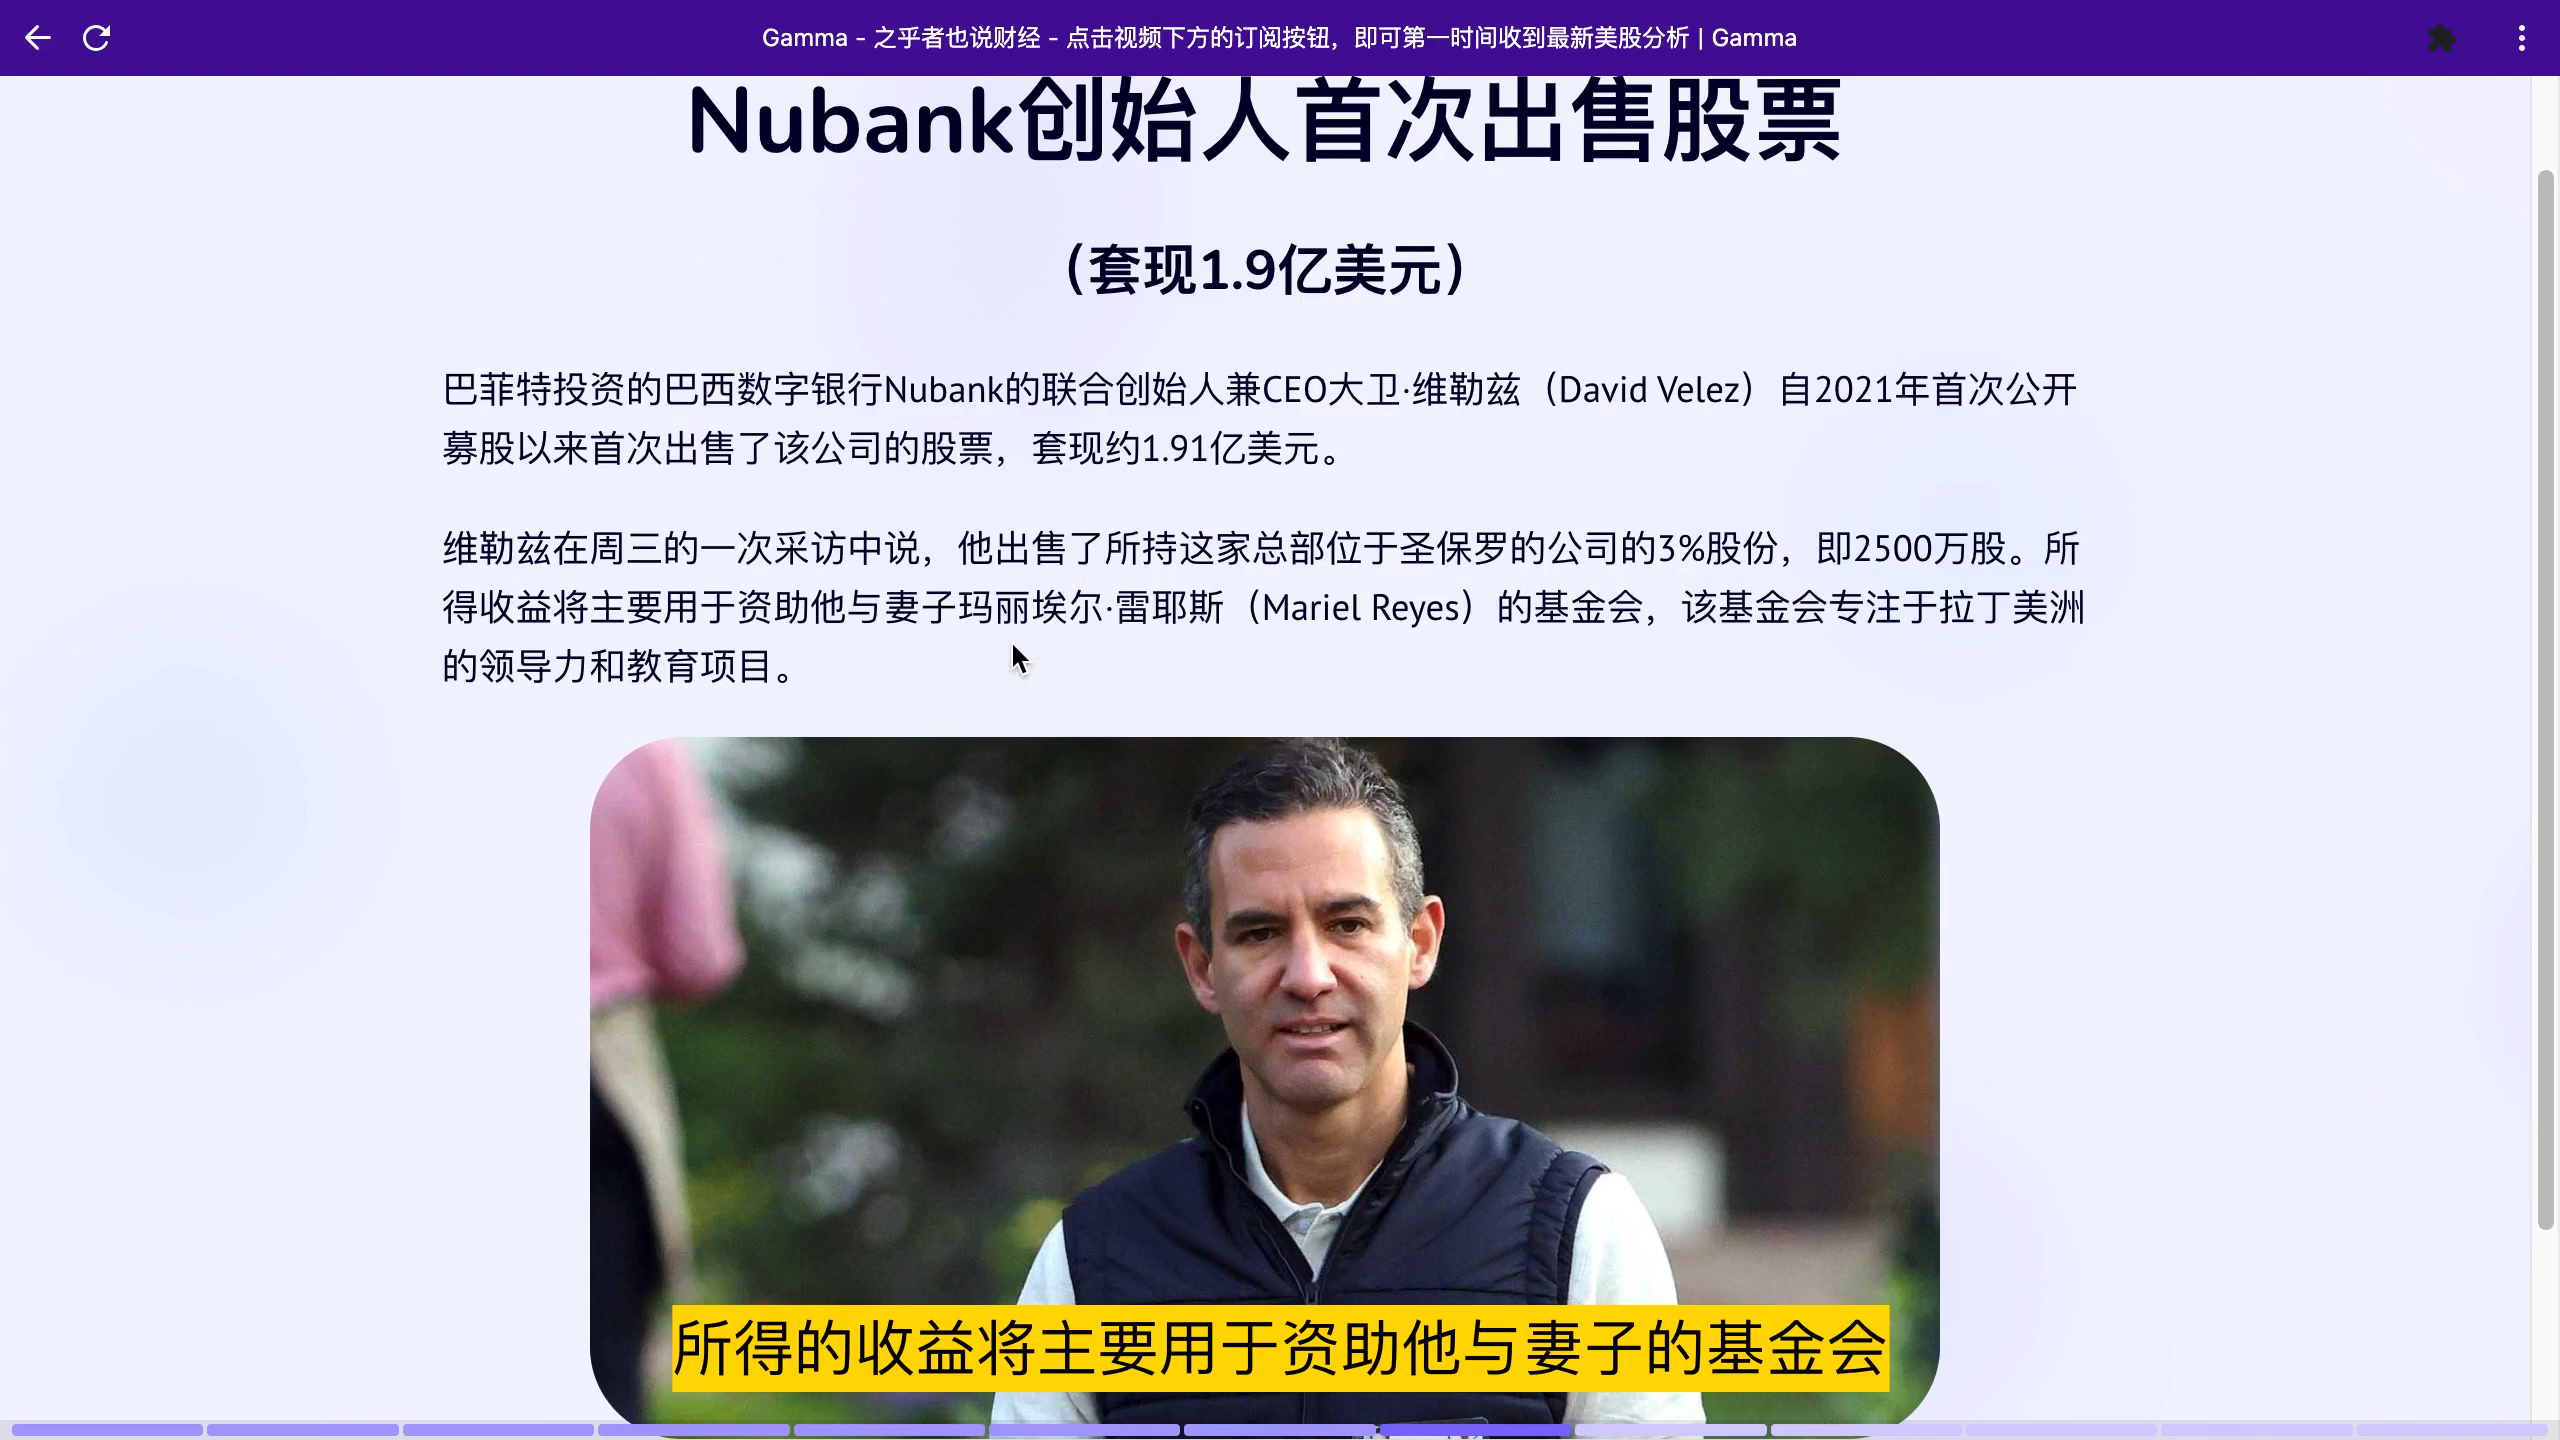 Gamma - 之乎者也说财经 - 点击视频下方的订阅按钮，即可第一时间收到最新美股分析 | Gamma
Nubank创始人首次出售股票
（套现1.9亿美元）
巴菲特投资的巴西数字银行Nubank的联合创始人兼CEO大卫·维勒兹（David Velez）自2021年首次公开
募股以来首次出售了该公司的股票，套现约1.91亿美元。
维勒兹在周三的一次采访中说，他出售了所持这家总部位于圣保罗的公司的3%股份，即2500万股。所
得收益将主要用于资助他与妻子玛丽埃尔·雷耶斯（Mariel Reyes）的基金会，该基金会专注于拉丁美洲
的领导力和教育项目。
所得的收益将主要用于资助他与妻子的基金会